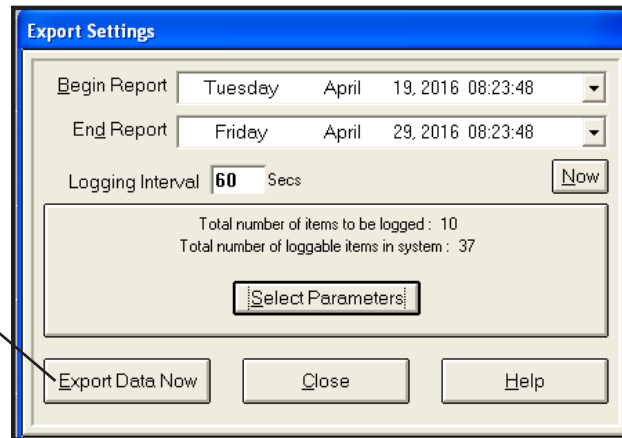 Export Settings
Begin Report Tuesday April 19, 2016 08:23:48
End Report Friday April 29, 2016 08:23:48
Logging Interval 60 Secs Now
Total number of items to be logged : 10
Total number of loggable items in system : 37
Select Parameters
Export Data Now Close Help